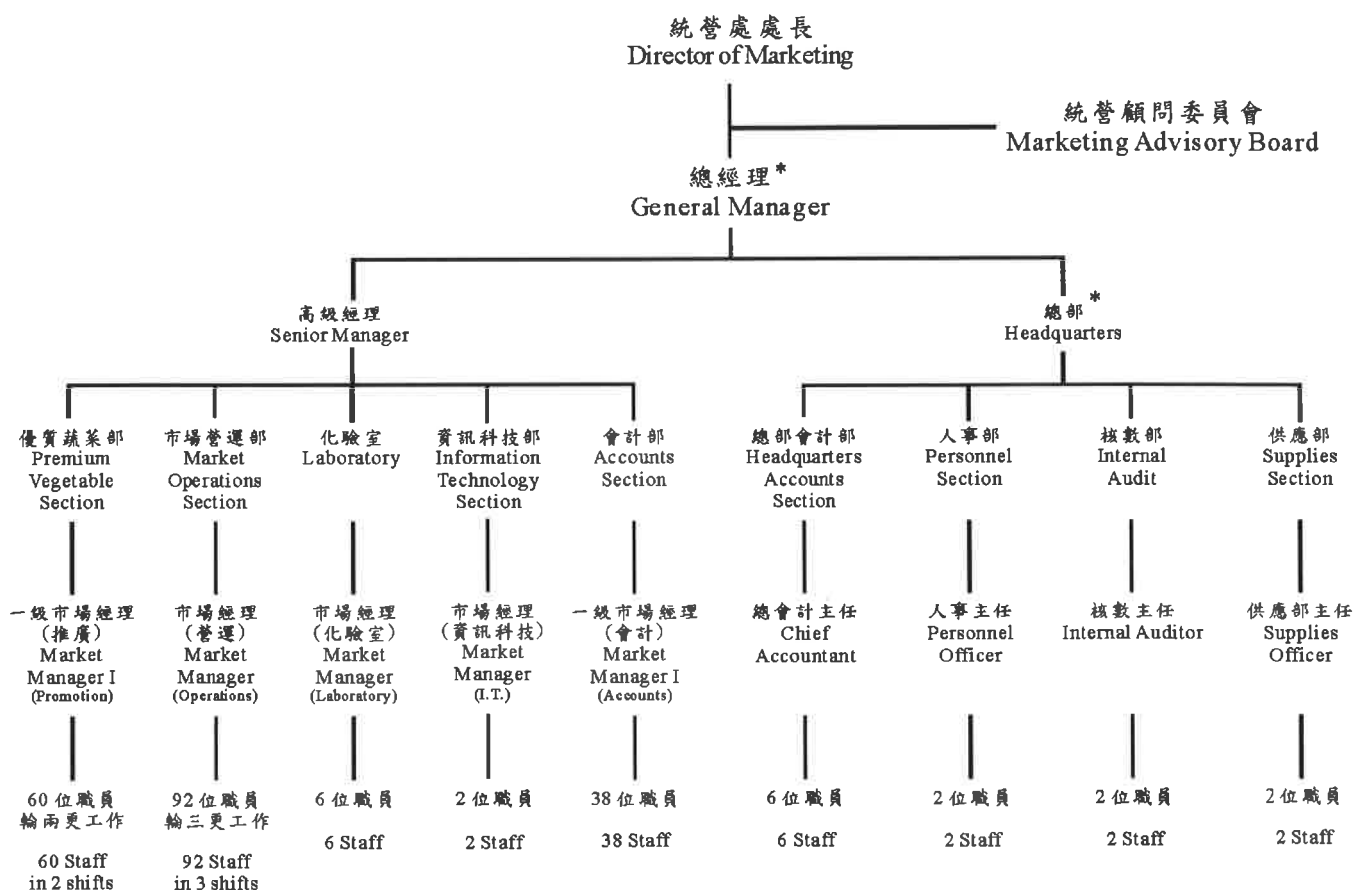 統營處處長
Director of Marketing
統營顧問委員會
Marketing Advisory Board
總經理*
General Manager
高級經理
Senior Manager
總部*
Headquarters
優質蔬菜部
Premium
Vegetable
Section
市場營運部
Market
Operations
Section
化驗室
Laboratory
資訊科技部
Information
Technology
Section
會計部
Accounts
Section
總部會計部
Headquarters
Accounts
Section
人事部
Personnel
Section
核數部
Internal
Audit
供應部
Supplies
Section
一級市場經理
(推廣)
Market
Manager I
(Promotion)
市場經理
(營運)
Market
Manager
(Operations)
市場經理
(化驗室)
Market
Manager
(Laboratory)
市場經理
(資訊科技)
Market
Manager
(I.T.)
一級市場經理
(會計)
Market
Manager I
(Accounts)
總會計主任
Chief
Accountant
人事主任
Personnel
Officer
核數主任
Internal Auditor
供應部主任
Supplies
Officer
60 位職員
輪兩更工作
60 Staff
in 2 shifts
92 位職員
輪三更工作
92 Staff
in 3 shifts
6 位職員
6 Staff
2 位職員
2 Staff
38 位職員
38 Staff
6 位職員
6 Staff
2 位職員
2 Staff
2 位職員
2 Staff
2 位職員
2 Staff